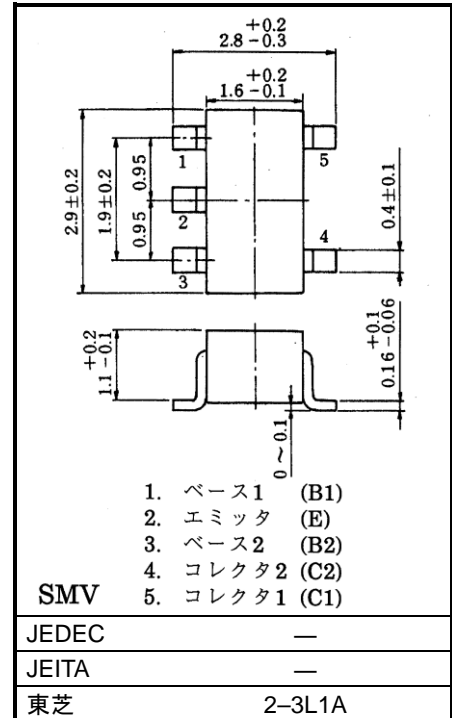 +0.2
2.8 −0.3
+0.2
1.6 −0.1
1
5
2
4
3
2.9±0.2
1.9±0.2
0.95
0.95
0.4±0.1
+0.2
1.1−0.1
+0.1
0.16−0.06
0～0.1
1. ベース1 (B1)
2. エミッタ (E)
3. ベース2 (B2)
4. コレクタ2 (C2)
SMV 5. コレクタ1 (C1)
JEDEC ―
JEITA ―
東芝 2–3L1A